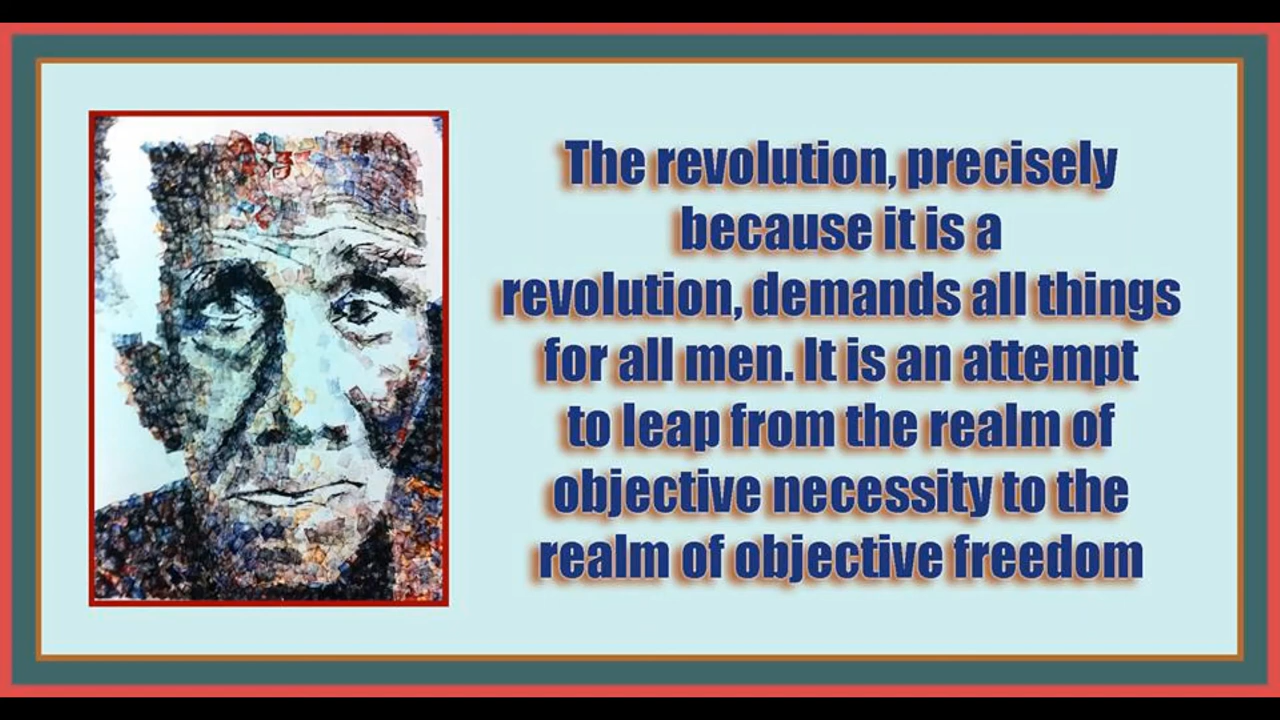 The revolution, precisely
because it is a
revolution, demands all things
for all men. It is an attempt
to leap from the realm of
objective necessity to the
realm of objective freedom